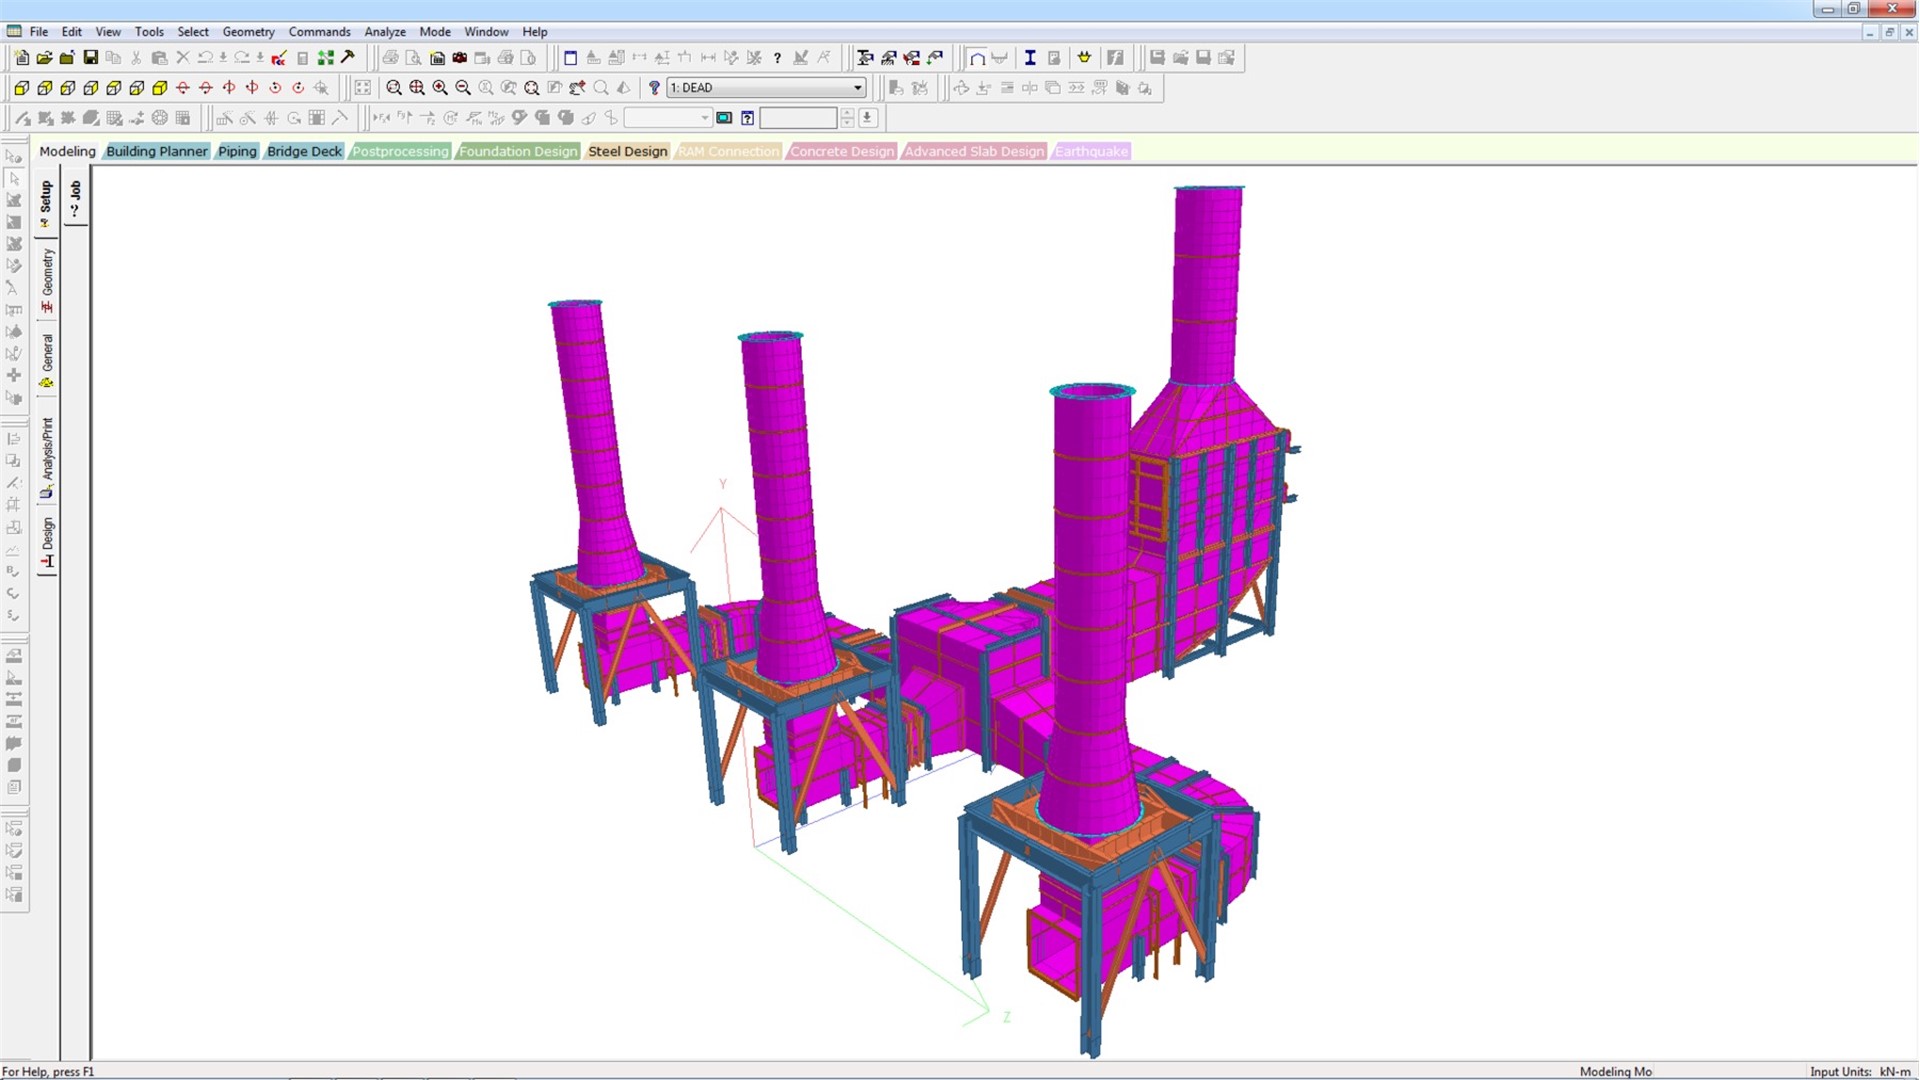 File Edit View Tools Select Geometry Commands Analyze Mode Window Help
1: DEAD
Modeling Building Planner Piping Bridge Deck Postprocessing Foundation Design Steel Design RAM Connection Concrete Design Advanced Slab Design Earthquake
Setup
Job
Geometry
General
Analysis/Print
Design
Y
Z
For Help, press F1 Modeling Mo Input Units: kN-m